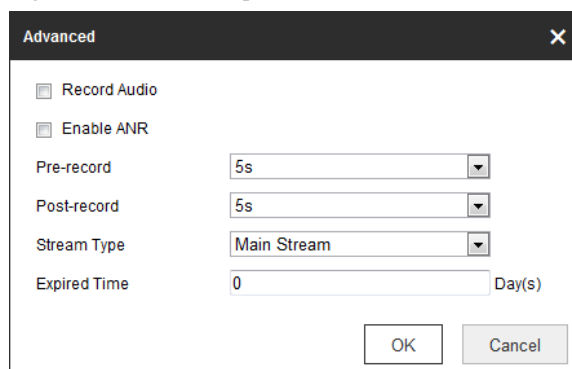 Advanced
Record Audio
Enable ANR
Pre-record 5s
Post-record 5s
Stream Type Main Stream
Expired Time 0 Day(s)
OK Cancel